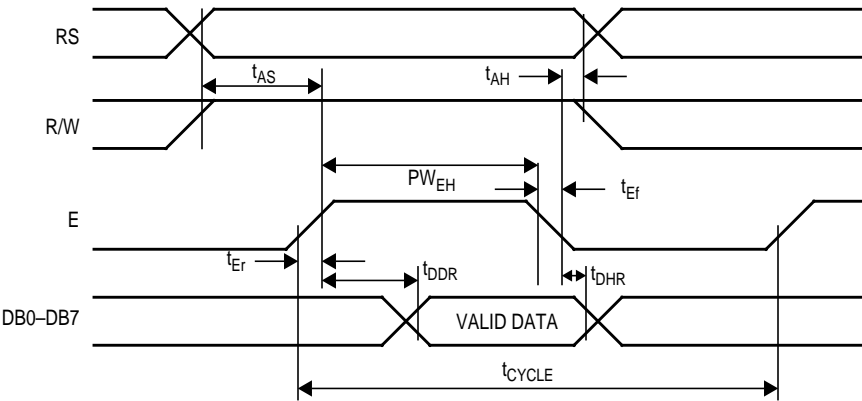 RS
tAS
tAH
R/W
PWEH
tEf
E
tEr
tDDR
tDHR
DB0–DB7
VALID DATA
tCYCLE